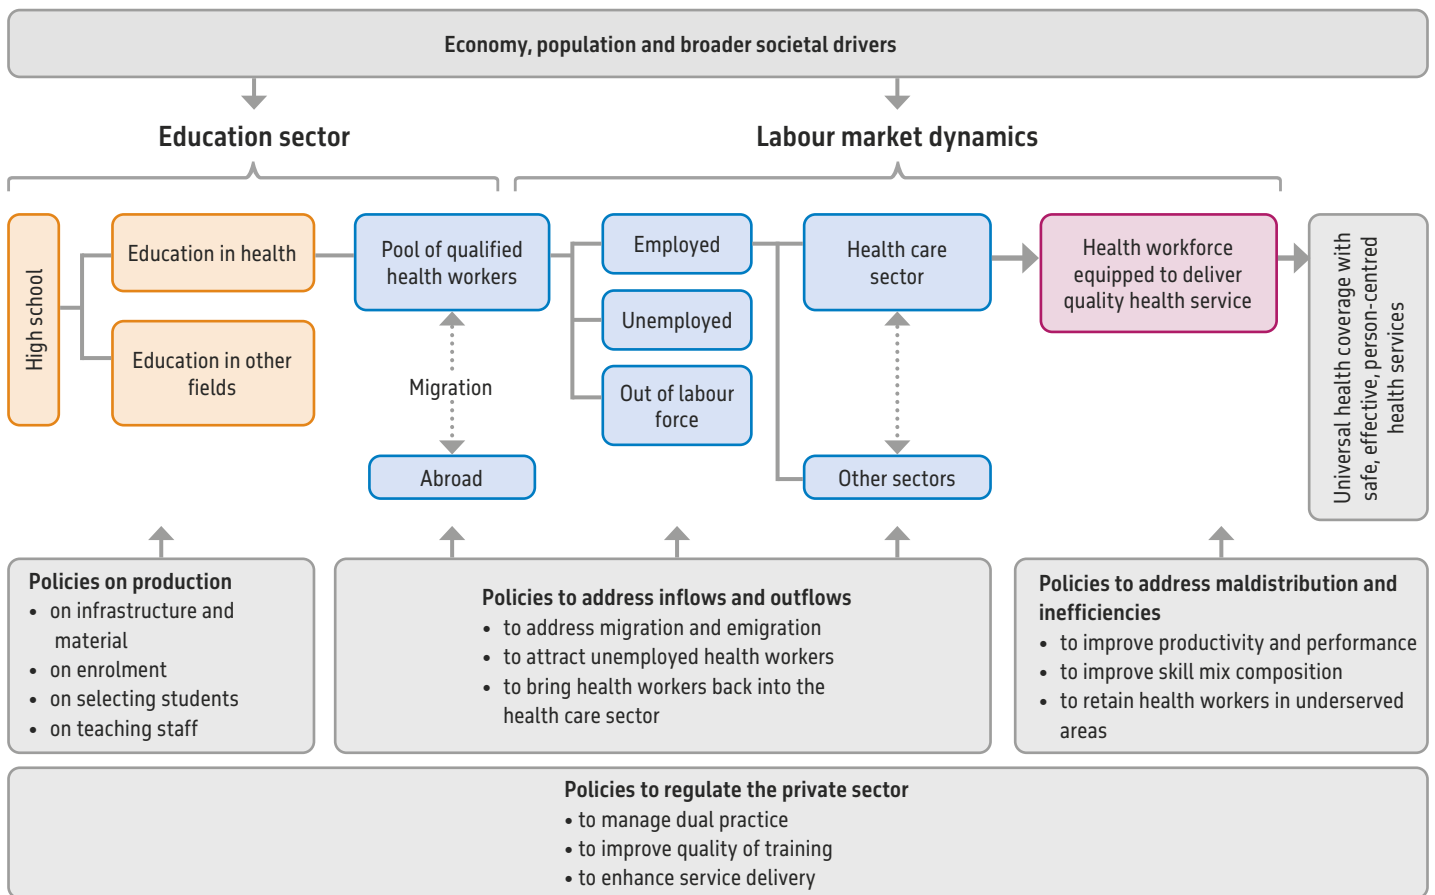 Economy, population and broader societal drivers
Education sector
Labour market dynamics
High school
Education in health
Education in other
fields
Pool of qualified
health workers
Migration
Abroad
Employed
Unemployed
Out of labour
force
Health care
sector
Other sectors
Health workforce
equipped to deliver
quality health service
Universal health coverage with
safe, effective, person-centred
health services
Policies on production
• on infrastructure and
material
• on enrolment
• on selecting students
• on teaching staff
Policies to address inflows and outflows
• to address migration and emigration
• to attract unemployed health workers
• to bring health workers back into the
health care sector
Policies to address maldistribution and
inefficiencies
• to improve productivity and performance
• to improve skill mix composition
• to retain health workers in underserved
areas
Policies to regulate the private sector
• to manage dual practice
• to improve quality of training
• to enhance service delivery